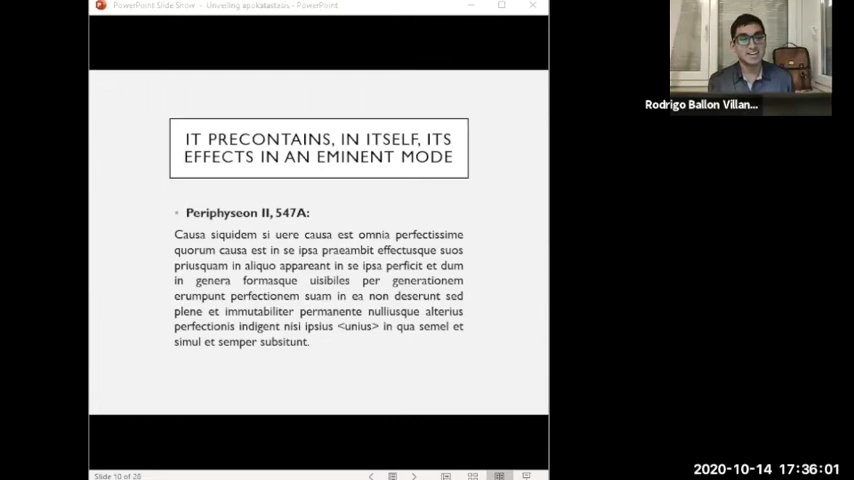 PowerPoint Slide Show - Unveiling apokatastasis - PowerPoint
IT PRECONTAINS, IN ITSELF, ITS
EFFECTS IN AN EMINENT MODE
Periphyseon II, 547A:
Causa siquidem si uere causa est omnia perfectissime
quorum causa est in se ipsa praeambit effectusque suos
priusquam in aliquo appareant in se ipsa perficit et dum
in genera formasque uisibiles per generationem
erumpunt perfectionem suam in ea non deserunt sed
plene et immutabiliter permanente nulliusque alterius
perfectionis indigent nisi ipsius <unius> in qua semel et
simul et semper subsitunt.
Slide 10 of 28
Rodrigo Ballon Villan...
2020-10-14 17:36:01